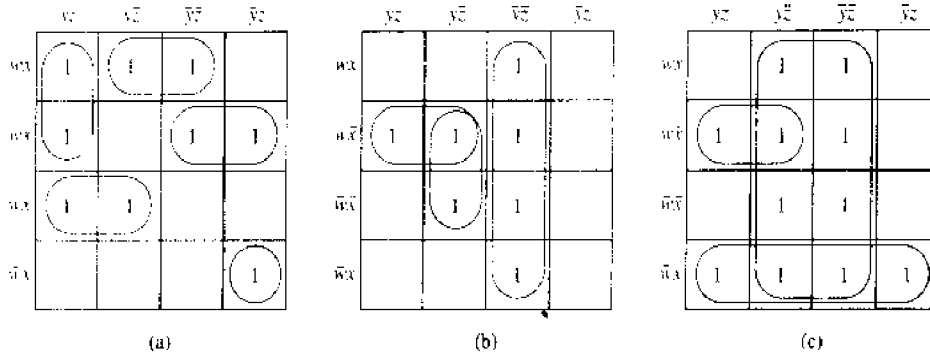 yz yz̄ ȳz̄ ȳz yz yz̄ ȳz̄ ȳz yz yz̄ ȳz̄ ȳz
wx 1 1 1 wx 1 wx 1 1
wx̄ 1 1 1 wx̄ 1 1 1 wx̄ 1 1 1
w̄x̄ 1 1 w̄x̄ 1 1 w̄x̄ 1 1
w̄x 1 w̄x 1 w̄x 1 1 1 1
(a) (b) (c)